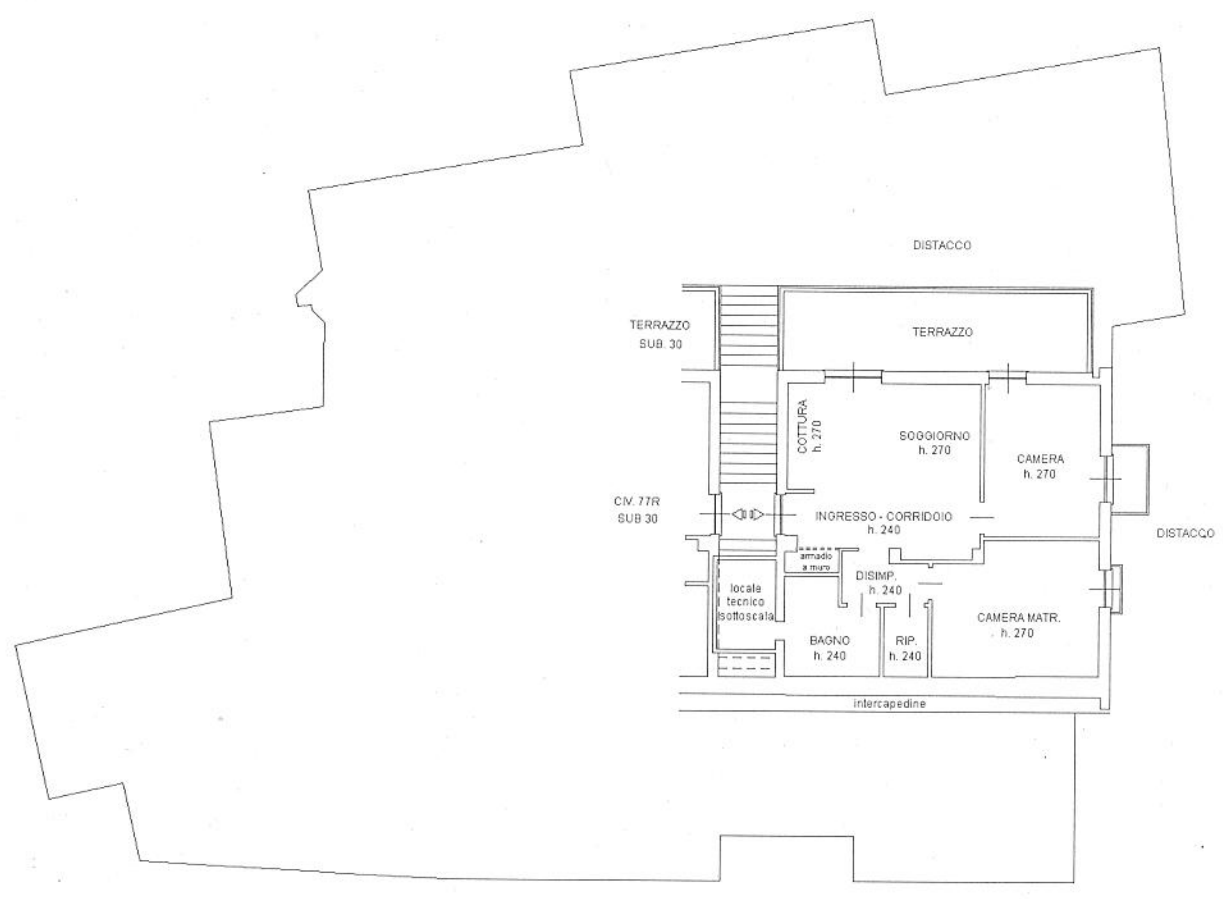 DISTACCO
TERRAZZO
SUB. 30
TERRAZZO
COTTURA
h. 270
SOGGIORNO
h. 270
CAMERA
h. 270
CIV. 77R
SUB 30
INGRESSO - CORRIDOIO
h. 240
DISTACCO
armadio
a muro
DISIMP.
h. 240
locale
tecnico
sottoscala
BAGNO
h. 240
RIP.
h. 240
CAMERA MATR.
h. 270
intercapedine